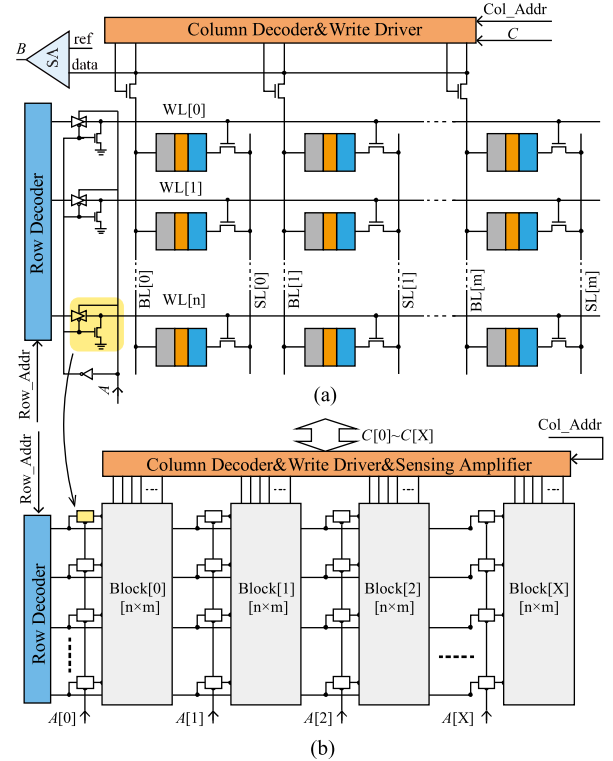 Column Decoder&Write Driver
Col_Addr
C
B
SA
ref
data
Row Decoder
WL[0]
WL[1]
BL[0]
SL[0]
BL[1]
SL[1]
BL[m]
SL[m]
WL[n]
A
(a)
Row_Addr
Row_Addr
C[0]~C[X]
Col_Addr
Column Decoder&Write Driver&Sensing Amplifier
Row Decoder
Block[0]
[n×m]
Block[1]
[n×m]
Block[2]
[n×m]
Block[X]
[n×m]
A[0]
A[1]
A[2]
A[X]
(b)